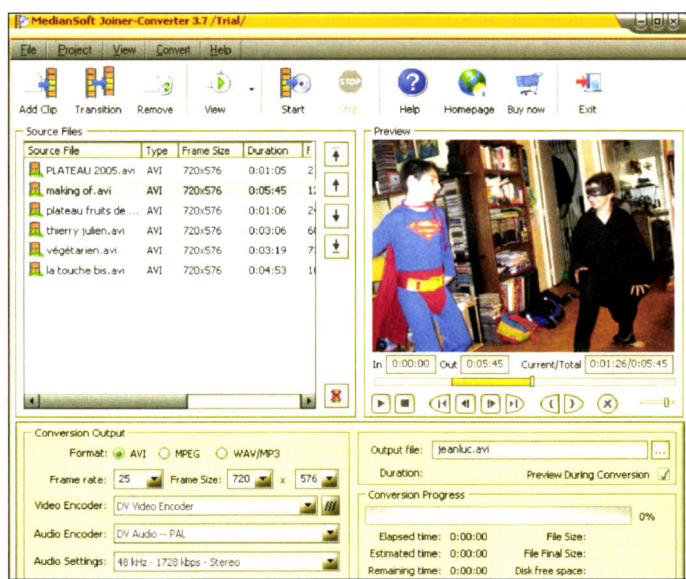 MedianSoft Joiner-Converter 3.7 /Trial/
File Project View Convert Help
Add Clip Transition Remove View Start Stop Help Homepage Buy now Exit
Source Files
Source File Type Frame Size Duration F
PLATEAU 2005.avi AVI 720x576 0:01:05 2
making of.avi AVI 720x576 0:05:45 12
plateau fruits de ... AVI 720x576 0:01:06 24
thierry julien.avi AVI 720x576 0:03:06 68
végétarien.avi AVI 720x576 0:03:19 7
la touche bis.avi AVI 720x576 0:04:53 10
Preview
In 0:00:00 Out 0:05:45 Current/Total 0:01:26/0:05:45
Conversion Output
Format: AVI MPEG WAV/MP3
Frame rate: 25 Frame Size: 720 x 576
Video Encoder: DV Video Encoder
Audio Encoder: DV Audio -- PAL
Audio Settings: 48 kHz - 1728 kbps - Stereo
Output file: jeanluc.avi ...
Duration: Preview During Conversion
Conversion Progress
0%
Elapsed time: 0:00:00 File Size:
Estimated time: 0:00:00 File Final Size:
Remaining time: 0:00:00 Disk free space: